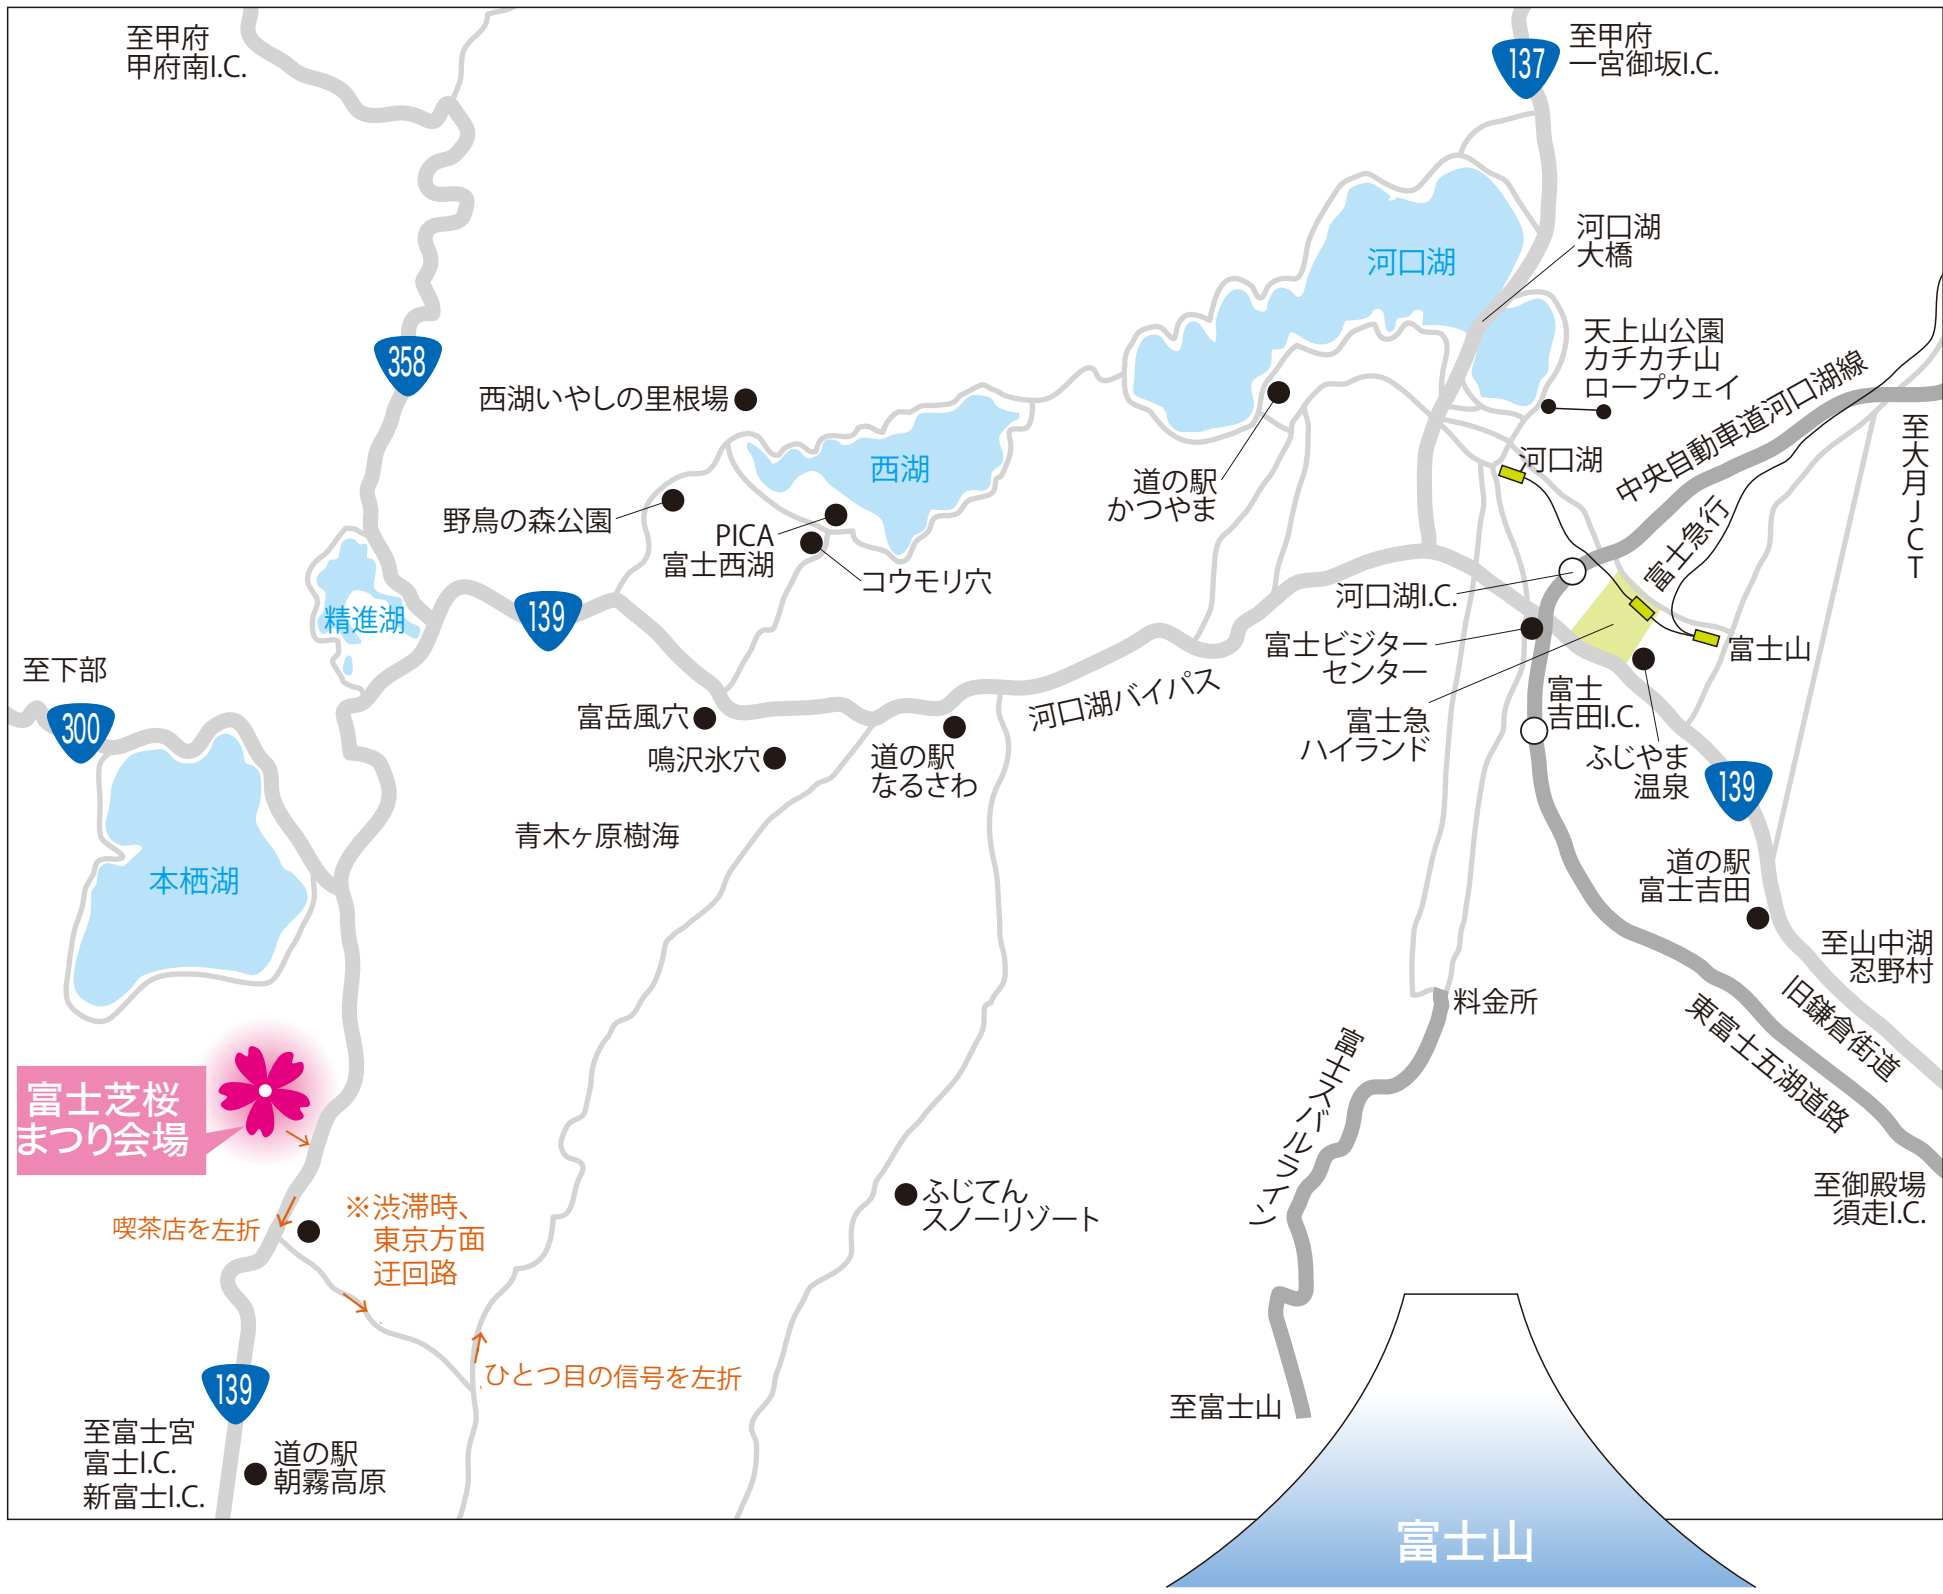 至甲府
甲府南I.C.
137
至甲府
一宮御坂I.C.
河口湖
大橋
河口湖
天上山公園
カチカチ山
ロープウェイ
358
西湖いやしの里根場
中央自動車道河口湖線
至大月JCT
西湖
道の駅
かつやま
河口湖
野鳥の森公園
PICA
富士西湖
コウモリ穴
富士急行
河口湖I.C.
精進湖
139
富士ビジター
センター
富士山
至下部
300
富岳風穴
鳴沢氷穴
道の駅
なるさわ
河口湖バイパス
富士急
ハイランド
富士
吉田I.C.
ふじやま
温泉
139
青木ヶ原樹海
本栖湖
道の駅
富士吉田
至山中湖
忍野村
料金所
旧鎌倉街道
東富士五湖道路
富士スバルライン
富士芝桜
まつり会場
喫茶店を左折
※渋滞時、
東京方面
迂回路
ふじてん
スノーリゾート
至御殿場
須走I.C.
ひとつ目の信号を左折
139
至富士宮
富士I.C.
新富士I.C.
道の駅
朝霧高原
至富士山
富士山